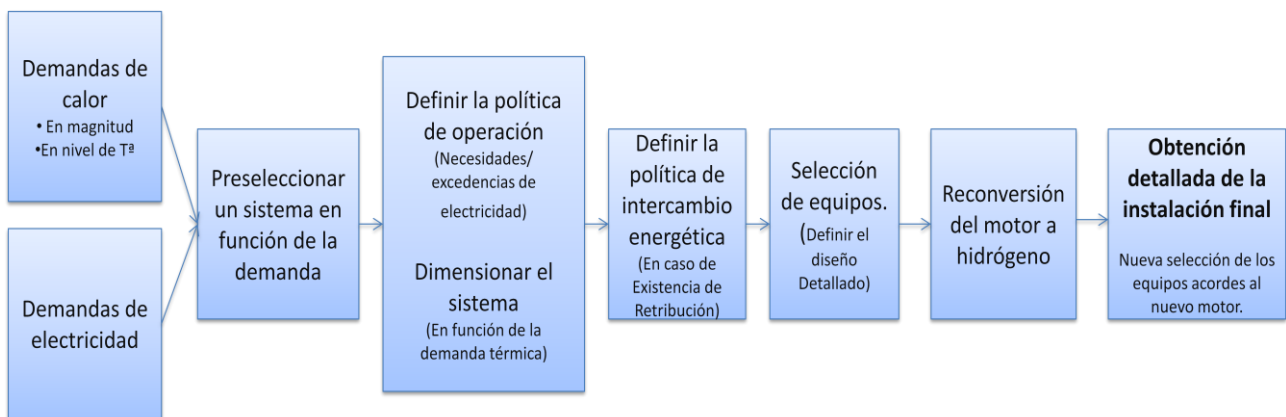 Demandas de
calor
• En magnitud
•En nivel de Tª
Demandas de
electricidad
Preseleccionar
un sistema en
función de la
demanda
Definir la política
de operación
(Necesidades/
excedencias de
electricidad)
Dimensionar el
sistema
(En función de la
demanda térmica)
Definir la
política de
intercambio
energética
(En caso de
Existencia de
Retribución)
Selección
de equipos.
(Definir el
diseño
Detallado)
Reconversión
del motor a
hidrógeno
Obtención
detallada de la
instalación final
Nueva selección de los
equipos acordes al
nuevo motor.